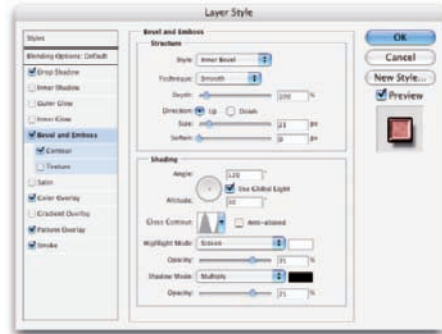 Layer Style
Styles
Blending Options: Default
Drop Shadow
Inner Shadow
Outer Glow
Inner Glow
Bevel and Emboss
Contour
Texture
Satin
Color Overlay
Gradient Overlay
Pattern Overlay
Stroke
Bevel and Emboss
Structure
Style: Inner Bevel
Technique: Smooth
Depth: %
Direction: Up Down
Size: px
Soften: px
Shading
Angle: 120 °
Use Global Light
Altitude: 30 °
Gloss Contour: Anti-aliased
Highlight Mode: Screen
Opacity: %
Shadow Mode: Multiply
Opacity: %
OK
Cancel
New Style...
Preview